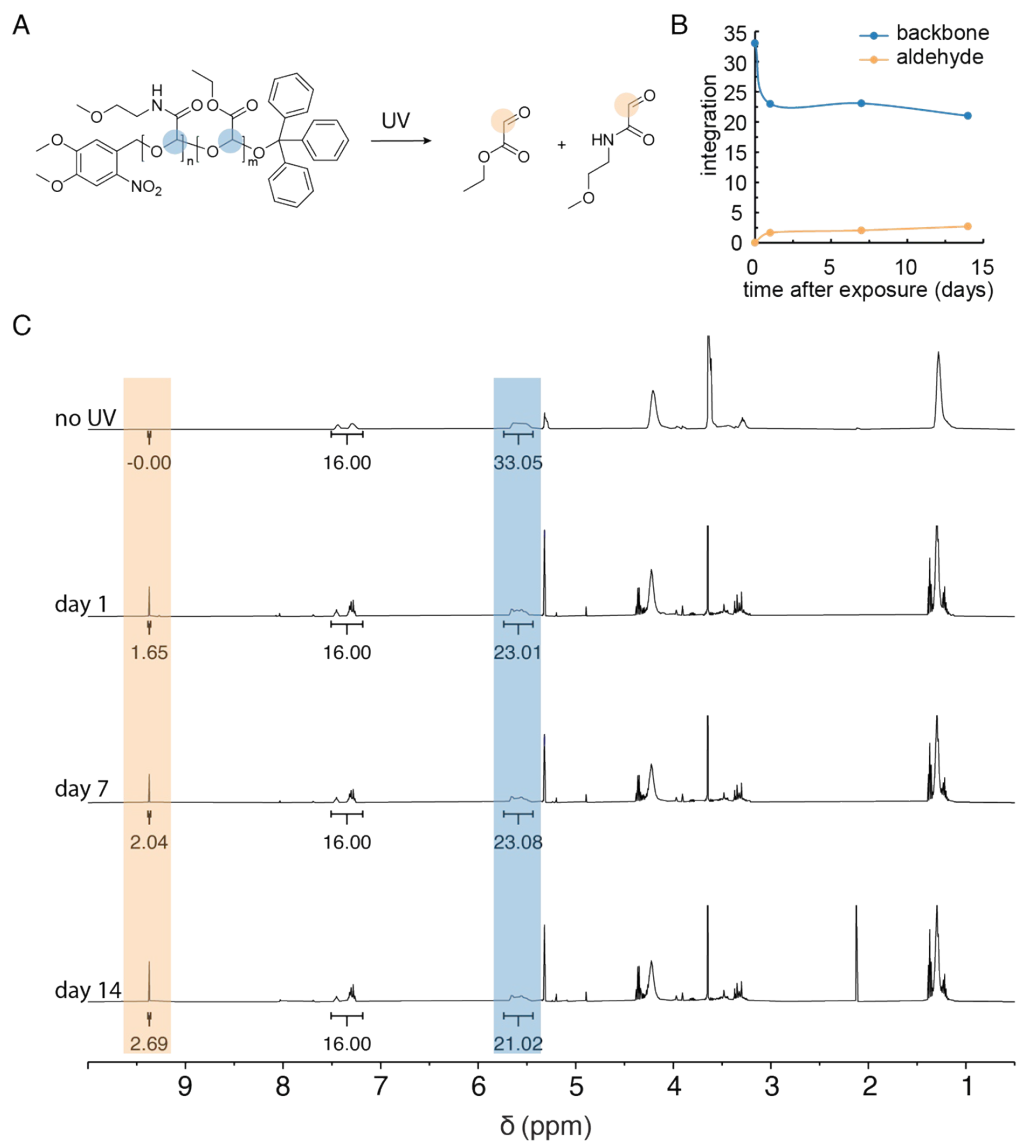 A
B
UV
+
O
N
H
O
O
O
O
O
n
O
m
O
O
O
NO2
O
O
O
O
O
O
HN
O
backbone
aldehyde
integration
35
30
25
20
15
10
5
0
0 5 10 15
time after exposure (days)
C
no UV
-0.00 16.00 33.05
day 1
1.65 16.00 23.01
day 7
2.04 16.00 23.08
day 14
2.69 16.00 21.02
9 8 7 6 5 4 3 2 1
δ (ppm)